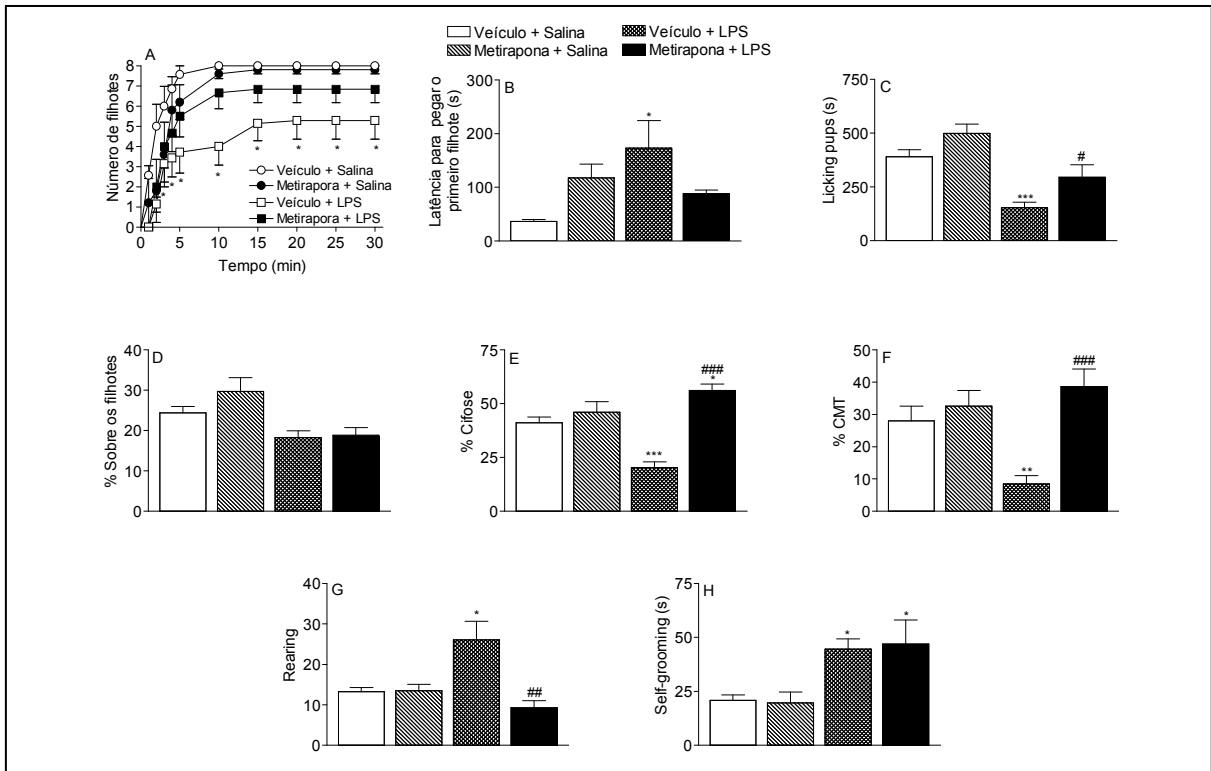 Veículo + Salina
Veículo + LPS
Metirapona + Salina
Metirapona + LPS
A
Número de filhotes
8
7
6
5
4
3
2
1
0
* * * * * * * *
Veículo + Salina
Metirapora + Salina
Veículo + LPS
Metirapora + LPS
0 5 10 15 20 25 30
Tempo (min)
B
Latência para pegar o
primeiro filhote (s)
300
200
100
0
*
C
Licking pups (s)
750
500
250
0
***
#
D
% Sobre os filhotes
40
30
20
10
0
E
% Cifose
75
50
25
0
***
###
*
F
% CMT
50
40
30
20
10
0
**
###
G
Rearing
40
30
20
10
0
*
##
H
Self-grooming (s)
75
50
25
0
*
*